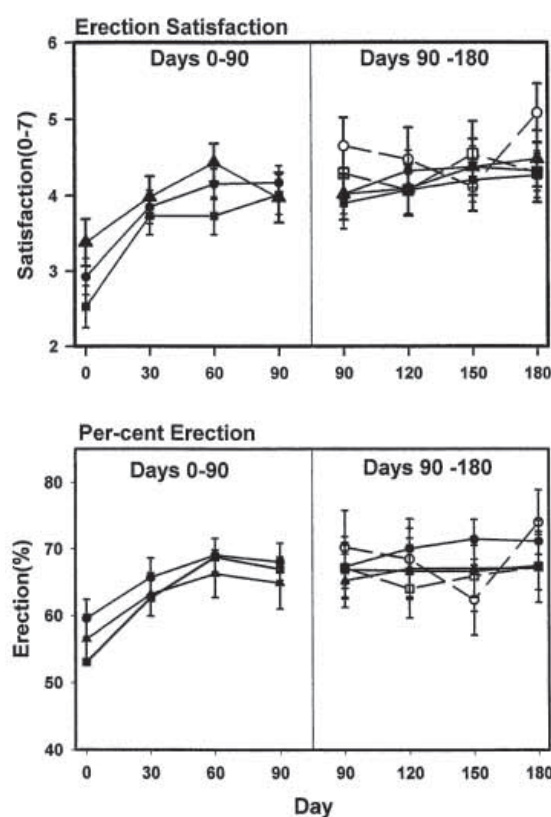 Erection Satisfaction
Days 0-90
Days 90 -180
Satisfaction(0-7)
6
5
4
3
2
0 30 60 90
90 120 150 180
Per-cent Erection
Days 0-90
Days 90 -180
Erection(%)
80
70
60
50
40
0 30 60 90
90 120 150 180
Day